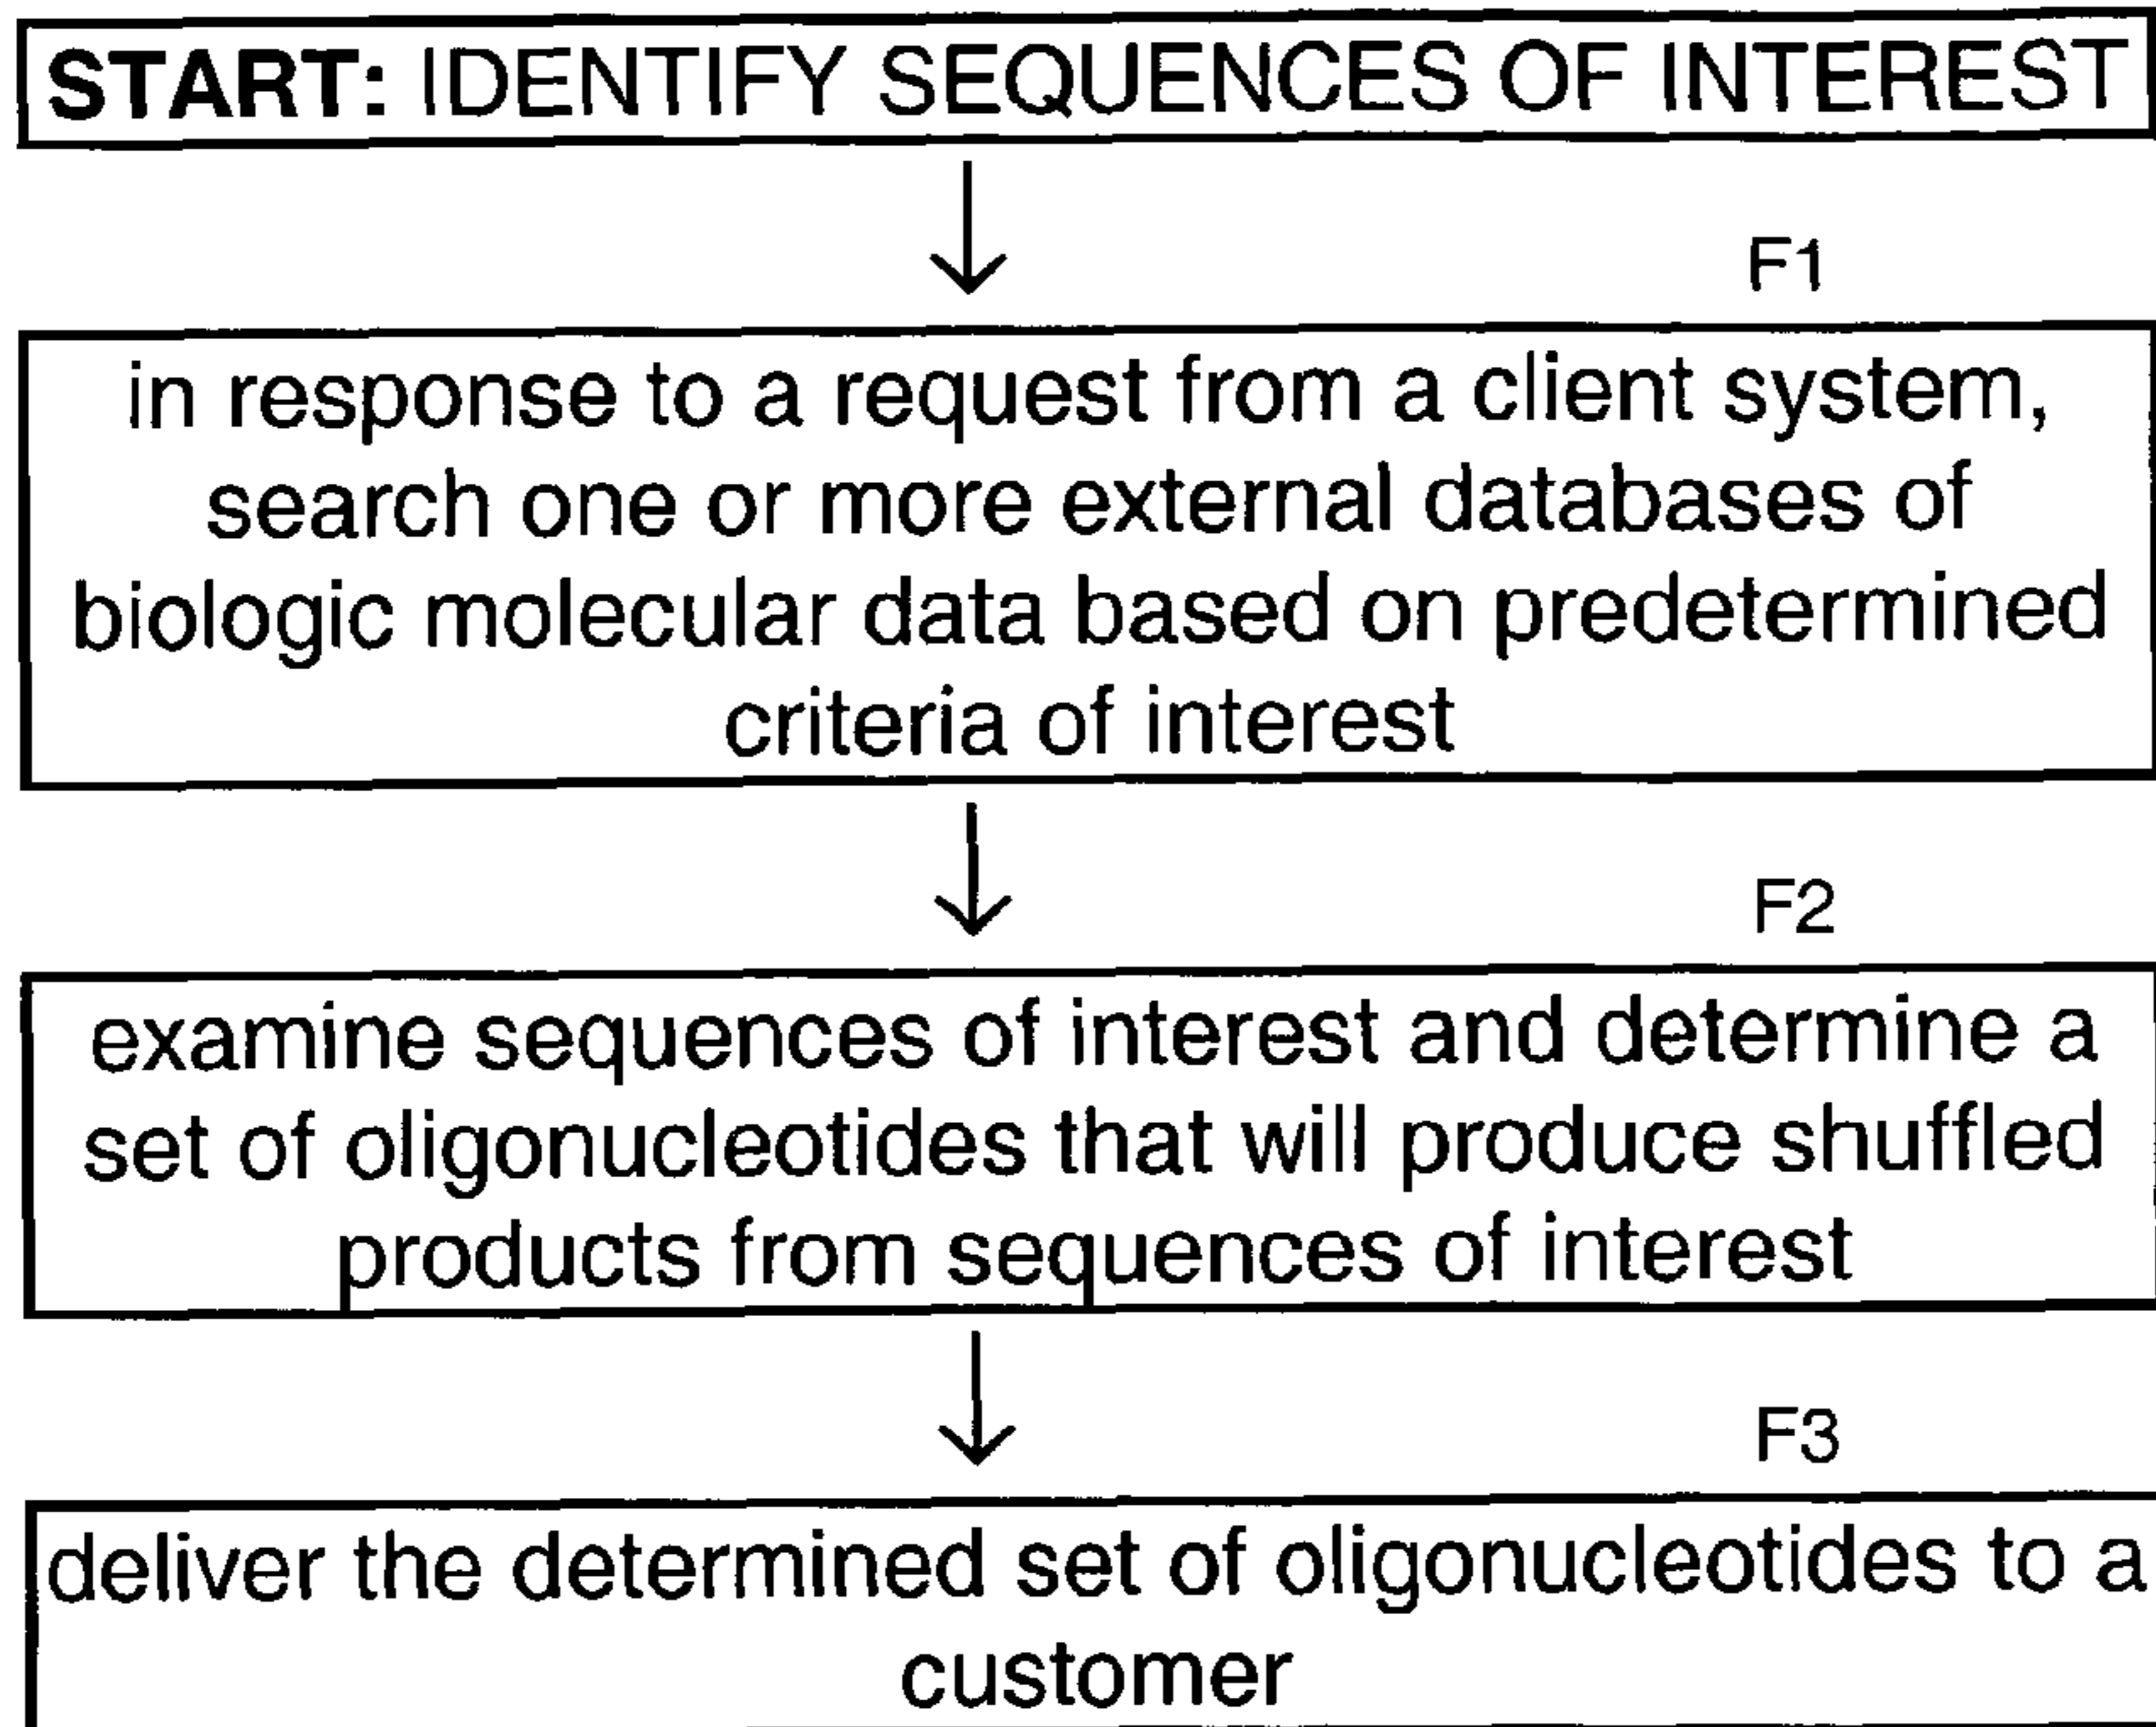 START: IDENTIFY SEQUENCES OF INTEREST
F1
in response to a request from a client system,
search one or more external databases of
biologic molecular data based on predetermined
criteria of interest
F2
examine sequences of interest and determine a
set of oligonucleotides that will produce shuffled
products from sequences of interest
F3
deliver the determined set of oligonucleotides to a
customer